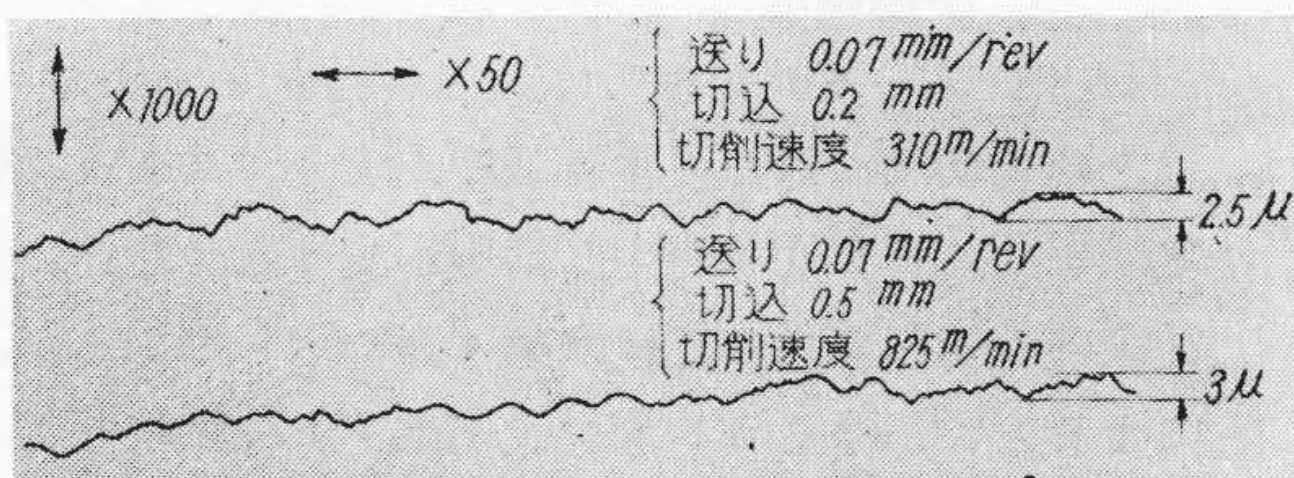 ×1000
×50
送り 0.07 mm/rev
切込 0.2 mm
切削速度 310 m/min
2.5 μ
送り 0.07 mm/rev
切込 0.5 mm
切削速度 825 m/min
3 μ